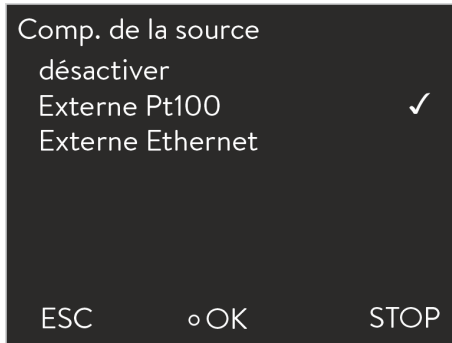 Comp. de la source
désactiver
Externe Pt100 ✓
Externe Ethernet
ESC ○ OK STOP